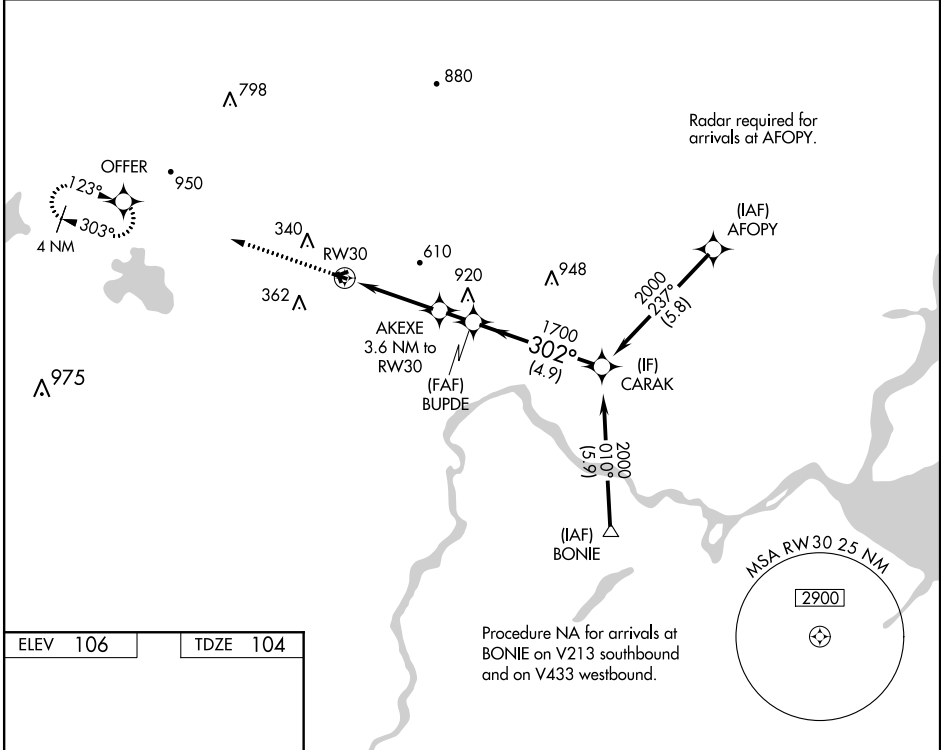 798
880
Radar required for
arrivals at AFOPY.
OFFER
950
123°
303°
4 NM
340
RW30
610
920
948
362
(IAF)
AFOPY
2000
237°
(5.8)
1700
302°
(4.9)
AKEXE
3.6 NM to
RW30
(IF)
CARAK
(FAF)
BUPDE
975
2000
010°
(5.9)
(IAF)
BONIE
MSA RW30 25 NM
2900
Procedure NA for arrivals at
BONIE on V213 southbound
and on V433 westbound.
ELEV 106
TDZE 104